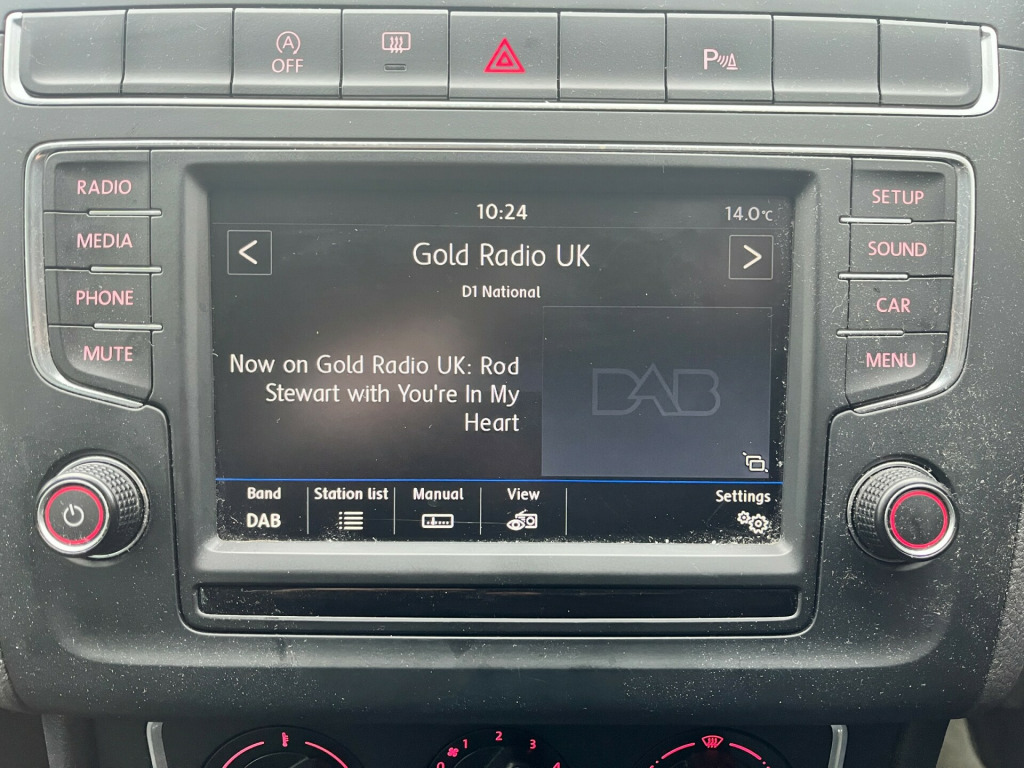 A
OFF
P
RADIO
MEDIA
PHONE
MUTE
10:24
14.0°C
<
Gold Radio UK
>
D1 National
Now on Gold Radio UK: Rod
Stewart with You're In My
Heart
DAB
Band
Station list
Manual
View
Settings
DAB
SETUP
SOUND
CAR
MENU
0 1 2 3 4